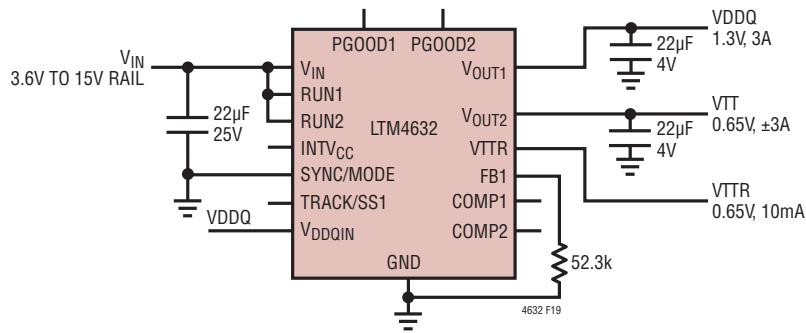 VDDQ
1.3V, 3A
22µF
4V
VTT
0.65V, ±3A
22µF
4V
VTTR
0.65V, 10mA
VIN
3.6V TO 15V RAIL
22µF
25V
VDDQ
PGOOD1 PGOOD2
VIN
RUN1
RUN2
INTVCC
SYNC/MODE
TRACK/SS1
VDDQIN
LTM4632
VOUT1
VOUT2
VTTR
FB1
COMP1
COMP2
GND
52.3k
4632 F19